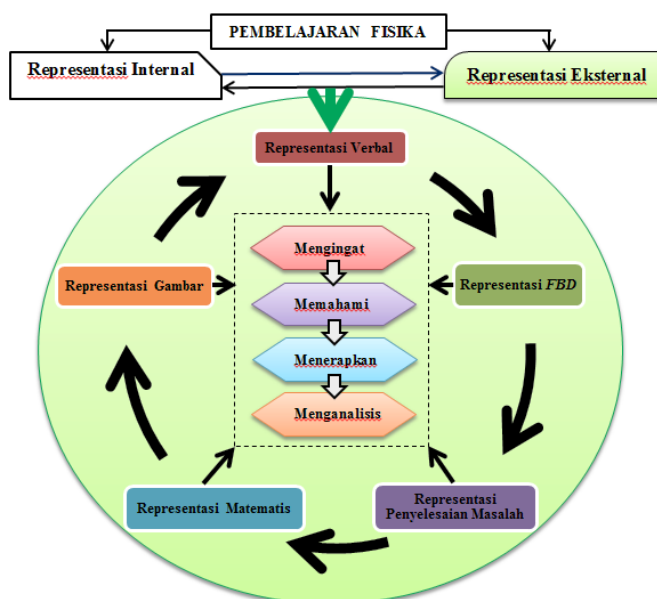 PEMBELAJARAN FISIKA
Representasi Internal
Representasi Eksternal
Representasi Verbal
Mengingat
Representasi Gambar
Representasi FBD
Memahami
Menerapkan
Menganalisis
Representasi Matematis
Representasi
Penyelesaian Masalah